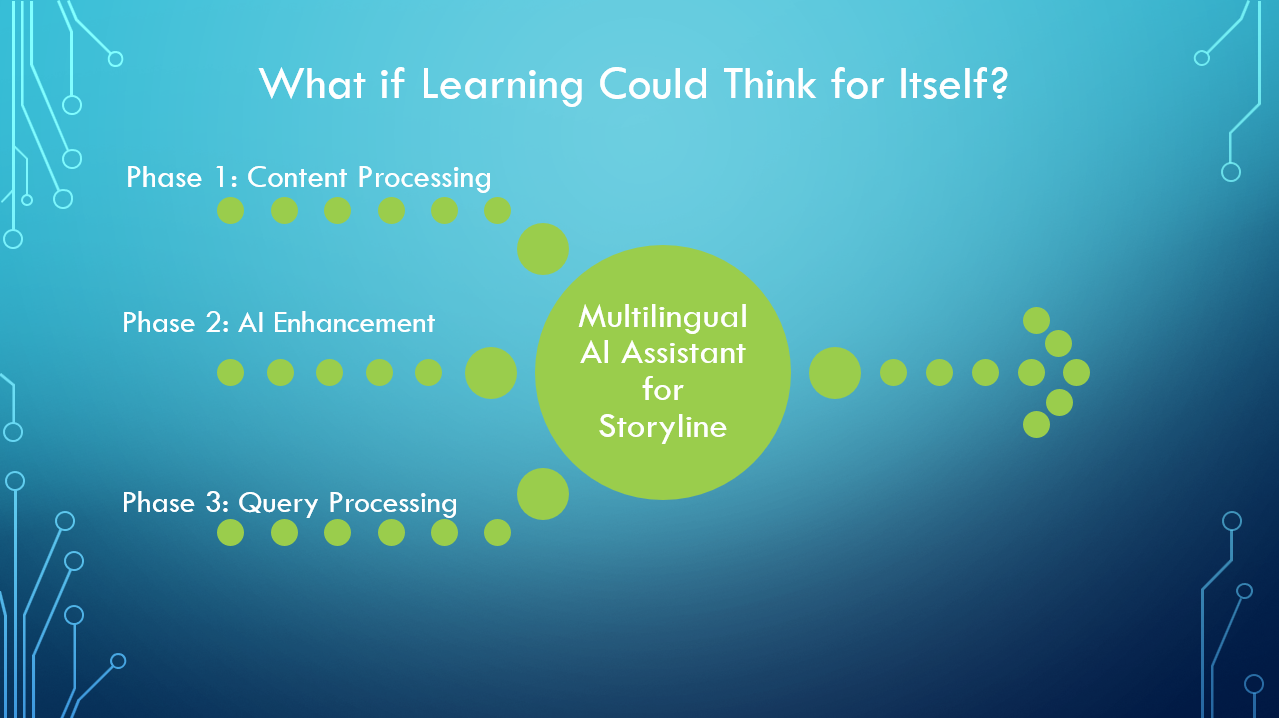 What if Learning Could Think for Itself?
Phase 1: Content Processing
Phase 2: AI Enhancement
Multilingual
AI Assistant
for
Storyline
Phase 3: Query Processing